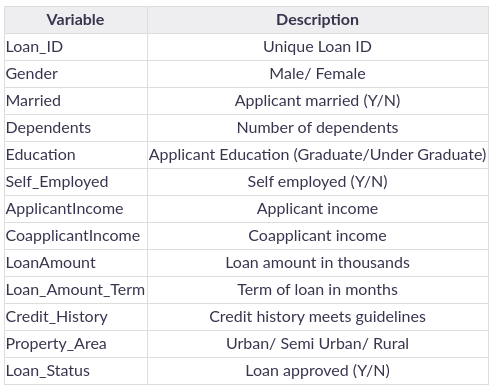 Variable Description
Loan_ID Unique Loan ID
Gender Male/ Female
Married Applicant married (Y/N)
Dependents Number of dependents
Education Applicant Education (Graduate/Under Graduate)
Self_Employed Self employed (Y/N)
ApplicantIncome Applicant income
CoapplicantIncome Coapplicant income
LoanAmount Loan amount in thousands
Loan_Amount_Term Term of loan in months
Credit_History Credit history meets guidelines
Property_Area Urban/ Semi Urban/ Rural
Loan_Status Loan approved (Y/N)